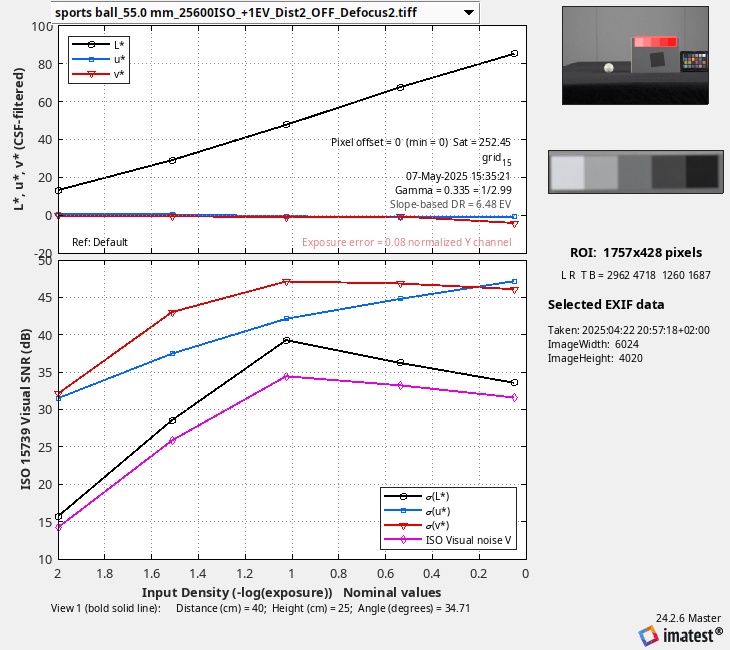 sports ball_55.0 mm_25600ISO_+1EV_Dist2_OFF_Defocus2.tiff
L*, u*, v* (CSF-filtered)
100
80
60
40
20
0
-20
L*
u*
v*
Pixel offset = 0 (min = 0) Sat = 252.45
grid15
07-May-2025 15:35:21
Gamma = 0.335 = 1/2.99
Slope-based DR = 6.48 EV
Ref: Default
Exposure error = 0.08 normalized Y channel
ISO 15739 Visual SNR (dB)
50
45
40
35
30
25
20
15
10
σ(L*)
σ(u*)
σ(v*)
ISO Visual noise V
2 1.8 1.6 1.4 1.2 1 0.8 0.6 0.4 0.2 0
Input Density (-log(exposure)) Nominal values
View 1 (bold solid line): Distance (cm) = 40; Height (cm) = 25; Angle (degrees) = 34.71
ROI: 1757x428 pixels
L R T B = 2962 4718 1260 1687
Selected EXIF data
Taken: 2025:04:22 20:57:18+02:00
ImageWidth: 6024
ImageHeight: 4020
24.2.6 Master
imatest®